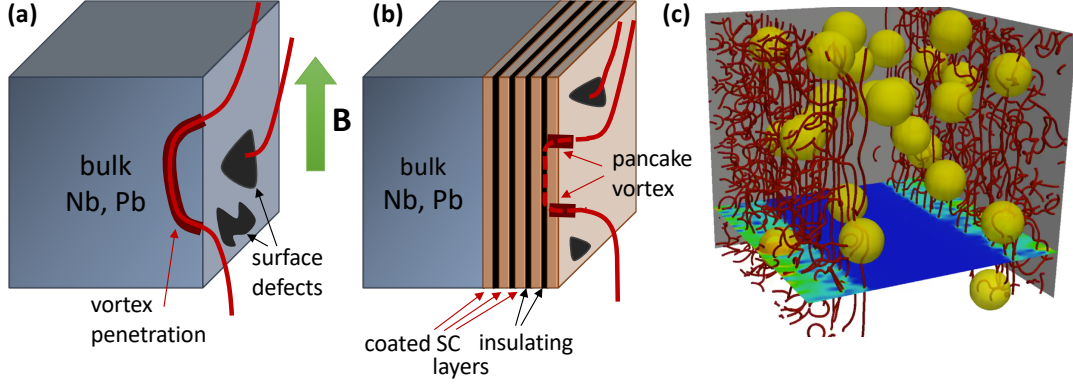 (a)
B
bulk
Nb, Pb
surface
defects
vortex
penetration
(b)
bulk
Nb, Pb
pancake
vortex
coated SC
layers
insulating
(c)